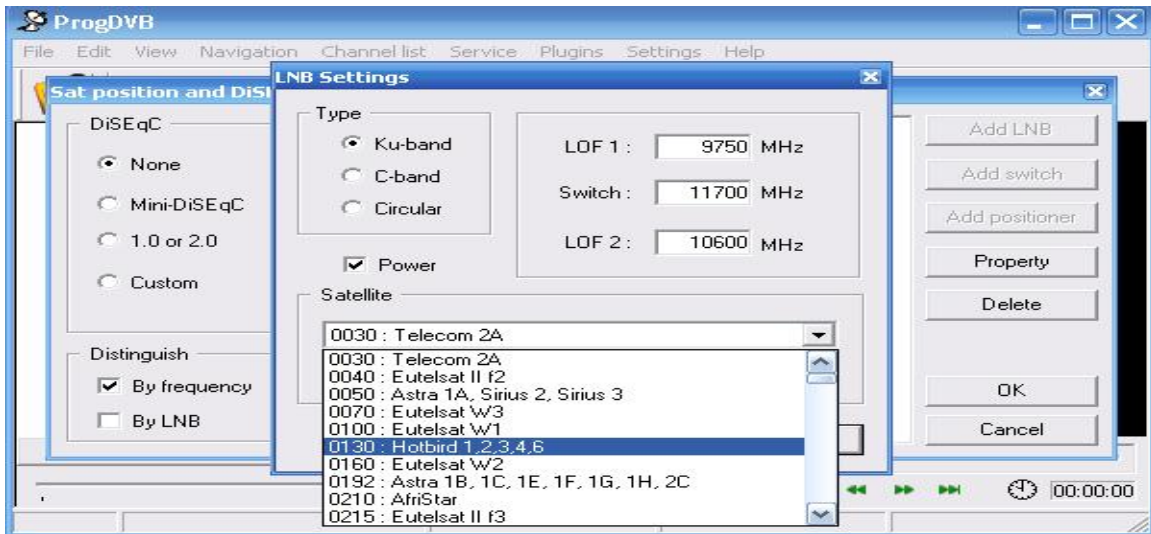 ProgDVB
File Edit View Navigation Channel list Service Plugins Settings Help
LNB Settings
Sat position and DiSE
DiSEqC
None
Mini-DiSEqC
1.0 or 2.0
Custom
Distinguish
By frequency
By LNB
Type
Ku-band
C-band
Circular
Power
LOF 1 : 9750 MHz
Switch : 11700 MHz
LOF 2 : 10600 MHz
Satellite
0030 : Telecom 2A
0030 : Telecom 2A
0040 : Eutelsat II f2
0050 : Astra 1A, Sirius 2, Sirius 3
0070 : Eutelsat W3
0100 : Eutelsat W1
0130 : Hotbird 1,2,3,4,6
0160 : Eutelsat W2
0192 : Astra 1B, 1C, 1E, 1F, 1G, 1H, 2C
0210 : AfriStar
0215 : Eutelsat II f3
Add LNB
Add switch
Add positioner
Property
Delete
OK
Cancel
00:00:00